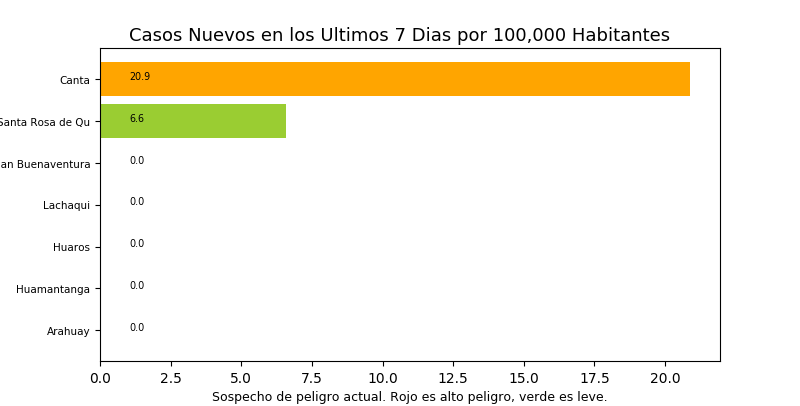 Casos Nuevos en los Ultimos 7 Dias por 100,000 Habitantes
Canta
20.9
Santa Rosa de Qu
6.6
an Buenaventura
0.0
Lachaqui
0.0
Huaros
0.0
Huamantanga
0.0
Arahuay
0.0
0.0 2.5 5.0 7.5 10.0 12.5 15.0 17.5 20.0
Sospecho de peligro actual. Rojo es alto peligro, verde es leve.